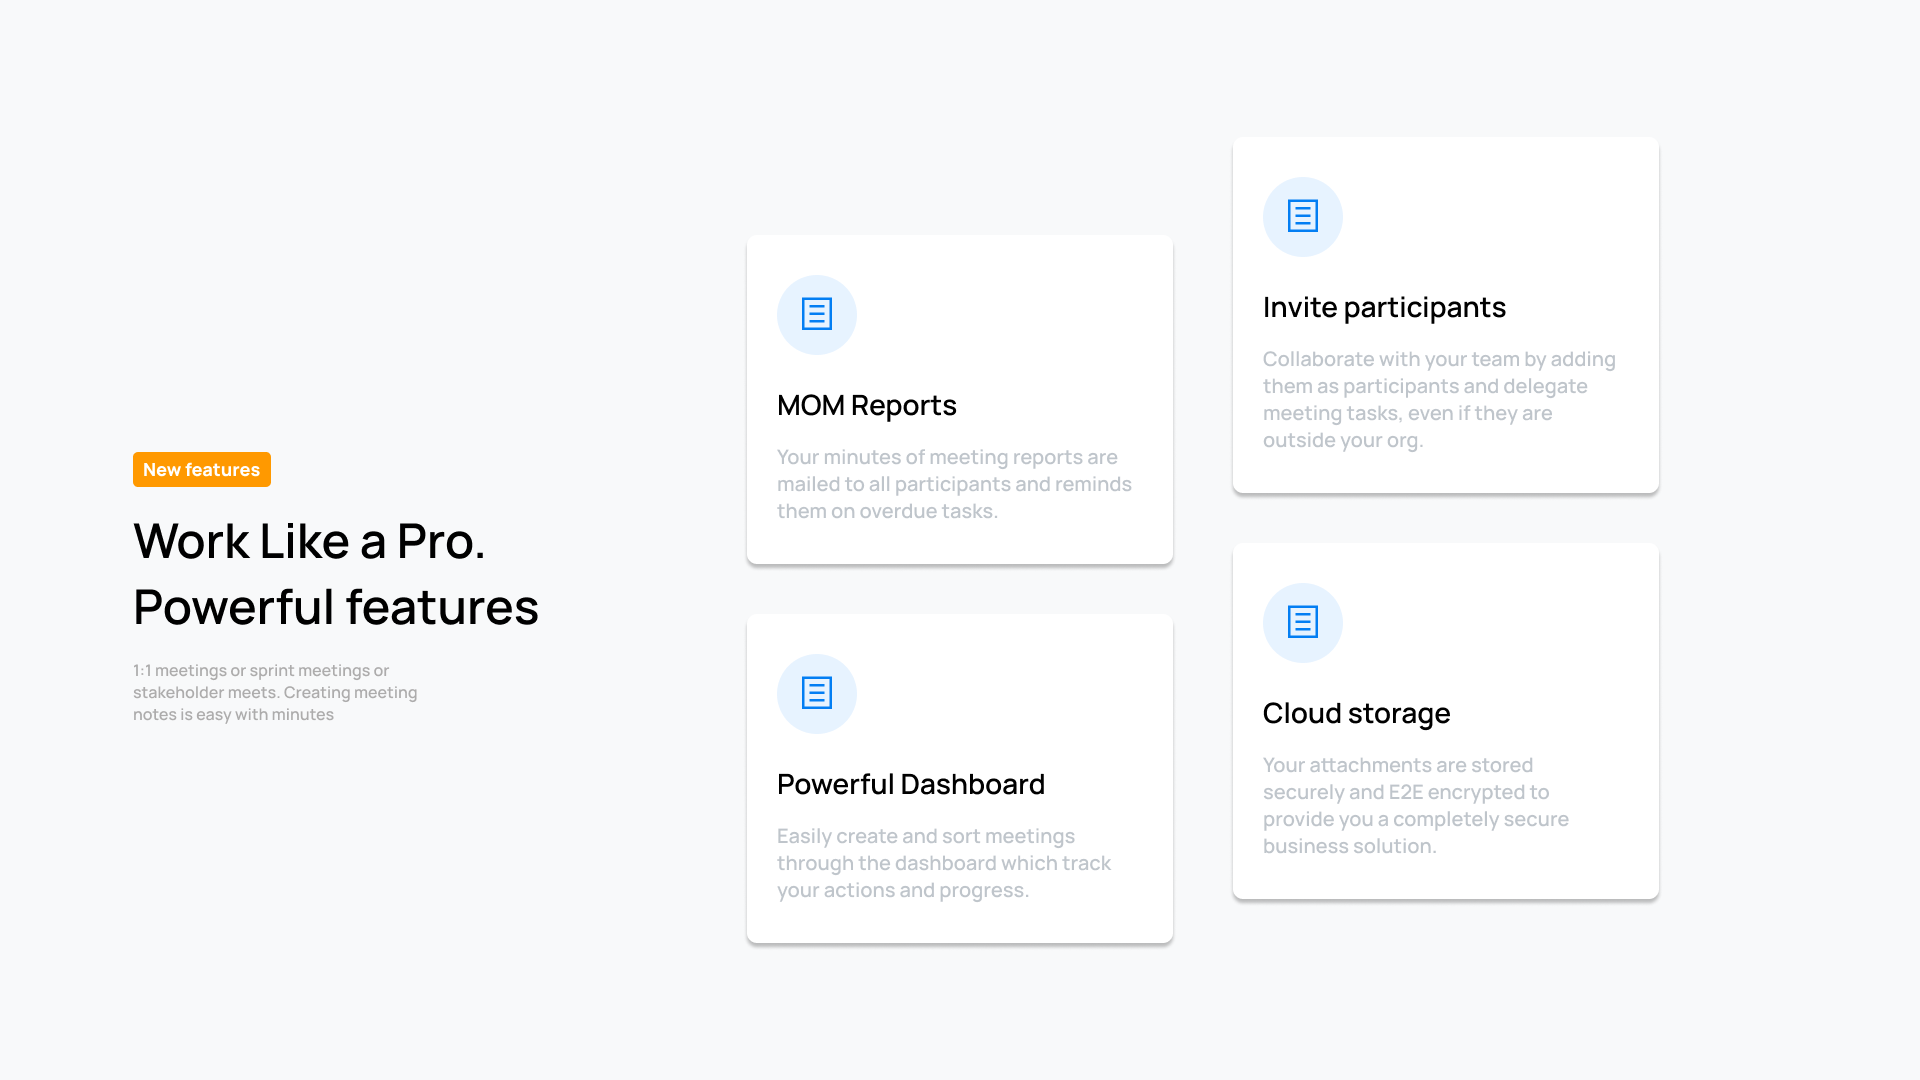 New features
Work Like a Pro.
Powerful features
1:1 meetings or sprint meetings or
stakeholder meets. Creating meeting
notes is easy with minutes
MOM Reports
Your minutes of meeting reports are
mailed to all participants and reminds
them on overdue tasks.
Powerful Dashboard
Easily create and sort meetings
through the dashboard which track
your actions and progress.
Invite participants
Collaborate with your team by adding
them as participants and delegate
meeting tasks, even if they are
outside your org.
Cloud storage
Your attachments are stored
securely and E2E encrypted to
provide you a completely secure
business solution.